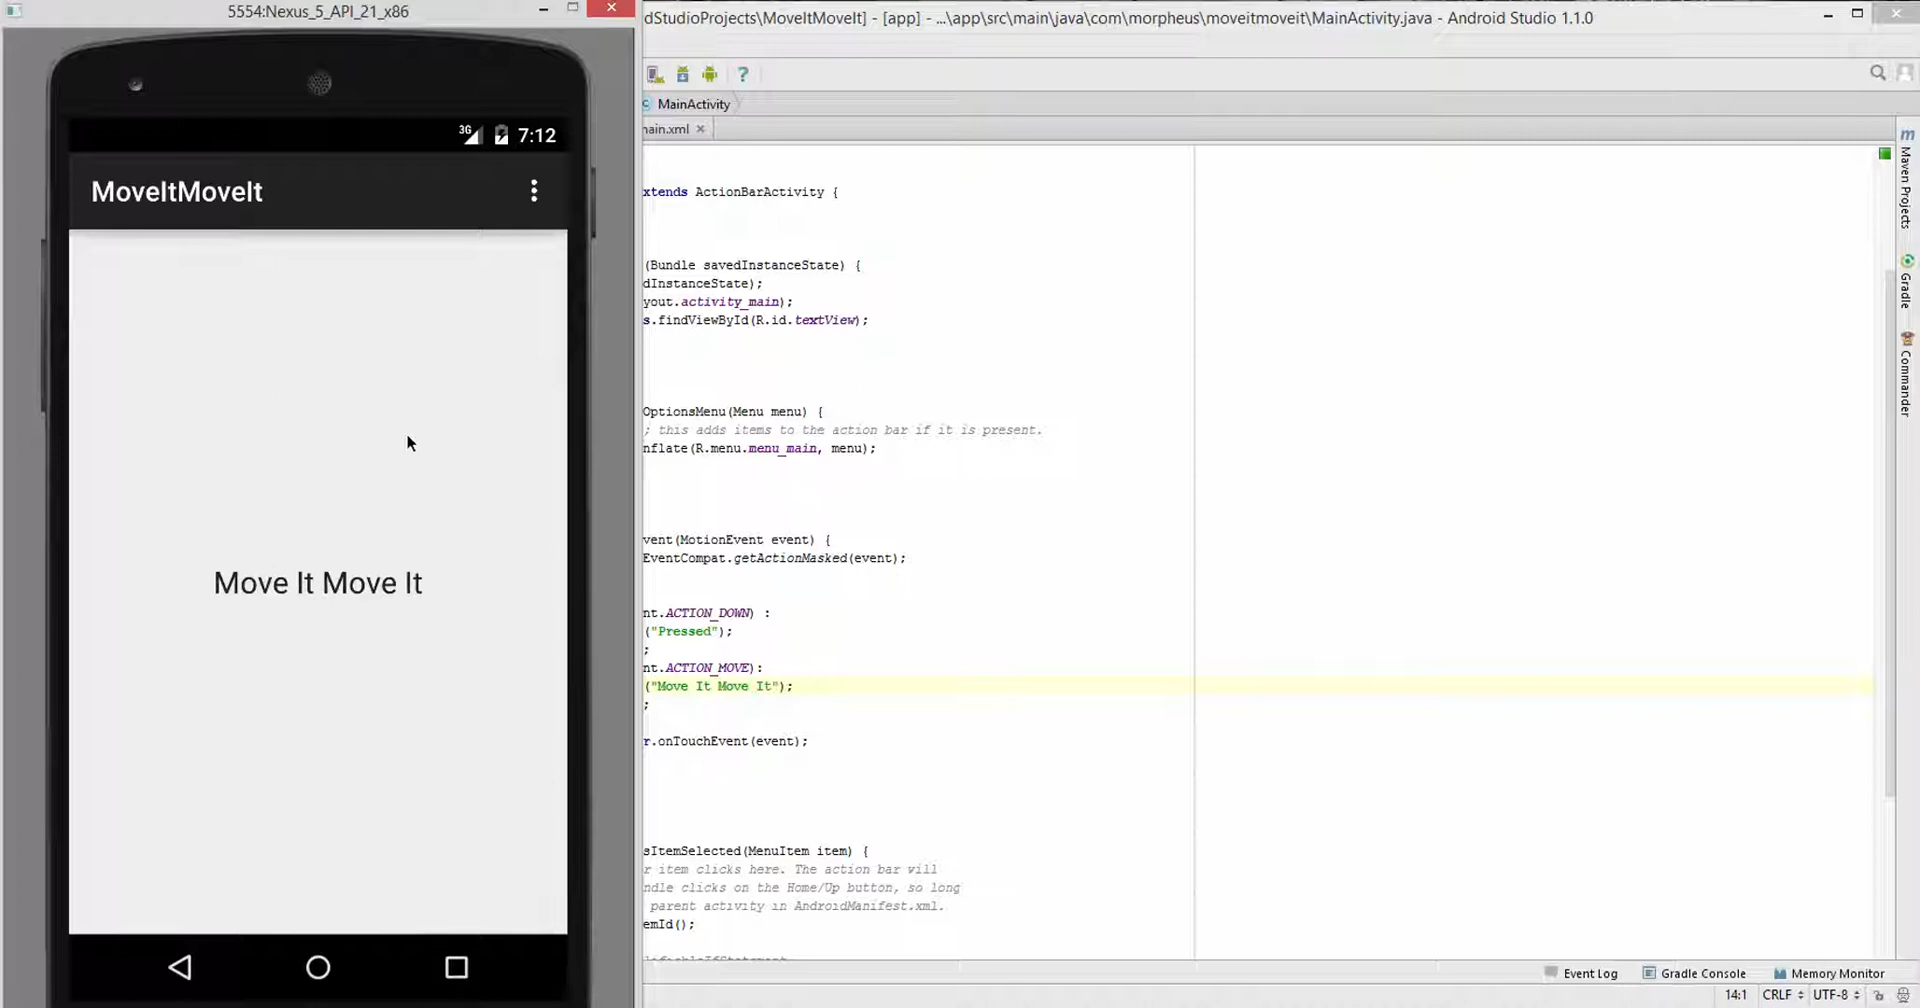 5554:Nexus_5_API_21_x86
3G 7:12
MoveItMoveIt
Move It Move It
dStudioProjects\MoveItMoveIt] - [app] - ...\app\src\main\java\com\morpheus\moveitmoveit\MainActivity.java - Android Studio 1.1.0
?
MainActivity
nain.xml
xtends ActionBarActivity {
(Bundle savedInstanceState) {
dInstanceState);
yout.activity_main);
s.findViewById(R.id.textView);
OptionsMenu(Menu menu) {
; this adds items to the action bar if it is present.
nflate(R.menu.menu_main, menu);
vent(MotionEvent event) {
EventCompat.getActionMasked(event);
nt.ACTION_DOWN) :
("Pressed");
;
nt.ACTION_MOVE):
("Move It Move It");
;
r.onTouchEvent(event);
sItemSelected(MenuItem item) {
r item clicks here. The action bar will
ndle clicks on the Home/Up button, so long
parent activity in AndroidManifest.xml.
emId();
m Maven Projects
Gradle
Commander
Event Log
Gradle Console
Memory Monitor
14:1 CRLF UTF-8